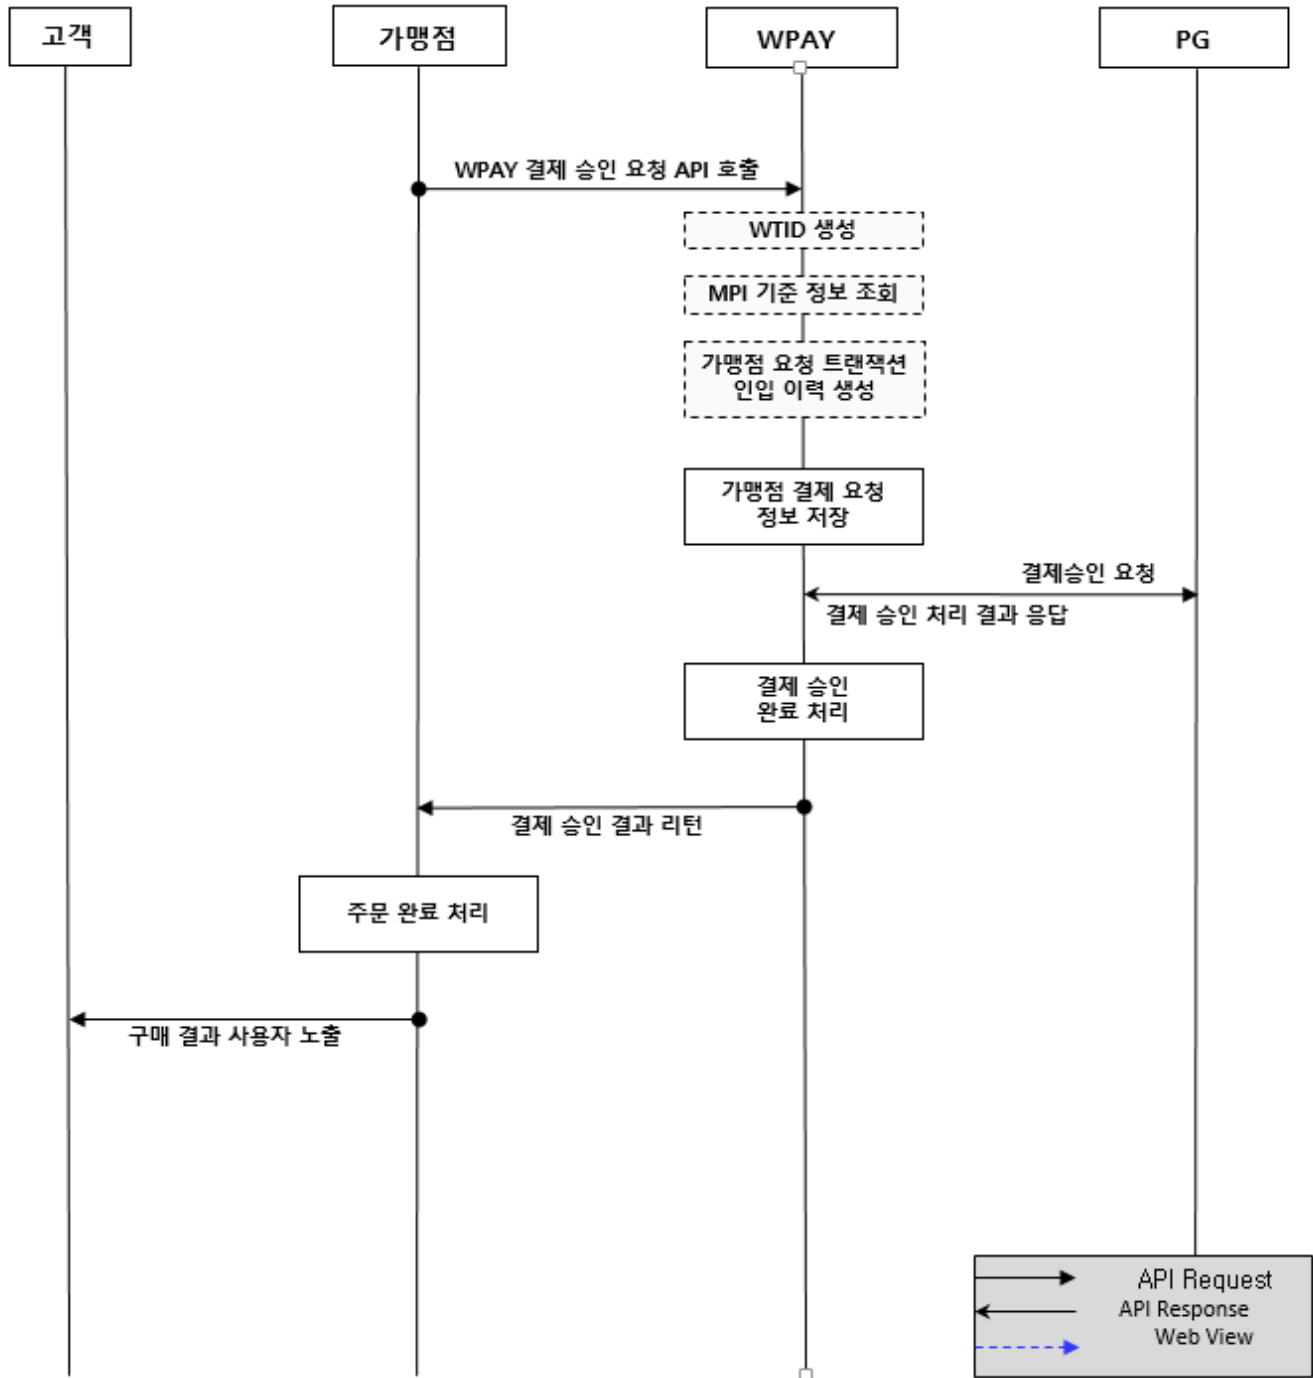 고객
가맹점
WPAY
PG
WPAY 결제 승인 요청 API 호출
WTID 생성
MPI 기준 정보 조회
가맹점 요청 트랜잭션
인입 이력 생성
가맹점 결제 요청
정보 저장
결제승인 요청
결제 승인 처리 결과 응답
결제 승인
완료 처리
결제 승인 결과 리턴
주문 완료 처리
구매 결과 사용자 노출
API Request
API Response
Web View